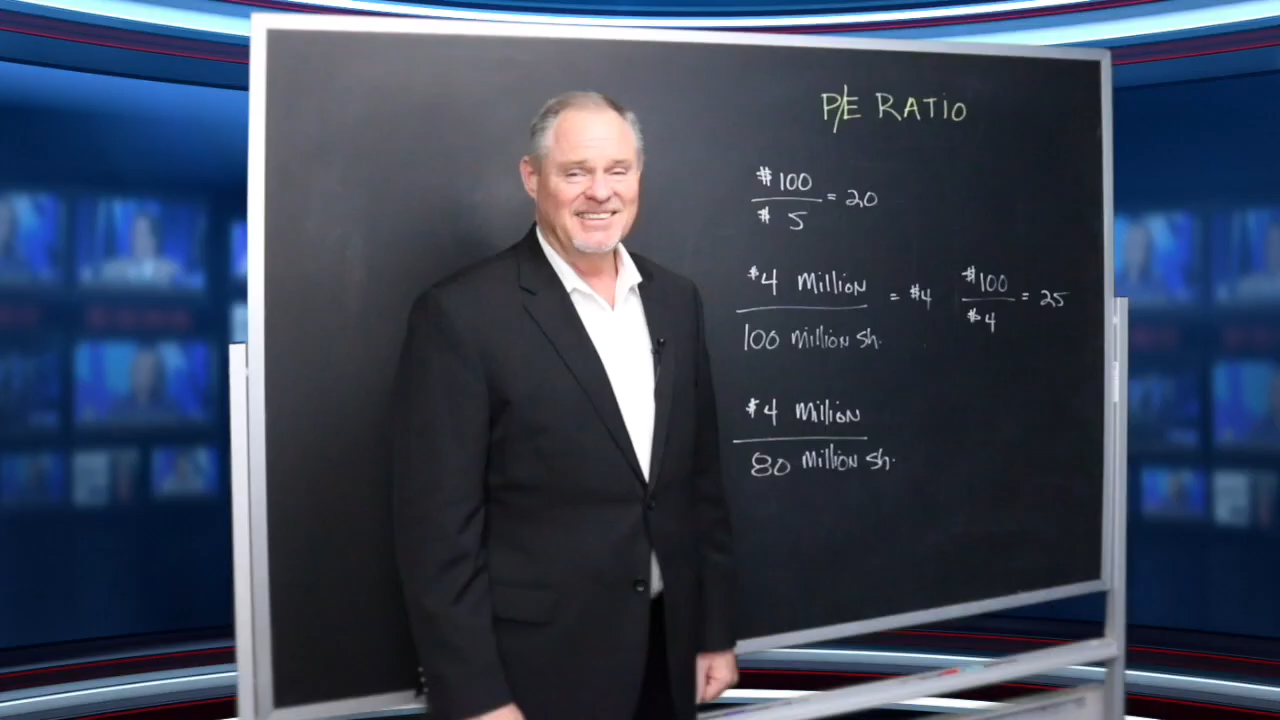 P/E RATIO
$100
$ 5 = 20
$4 Million
100 Million Sh. = $4 $100
$4 = 25
$4 Million
80 Million Sh.